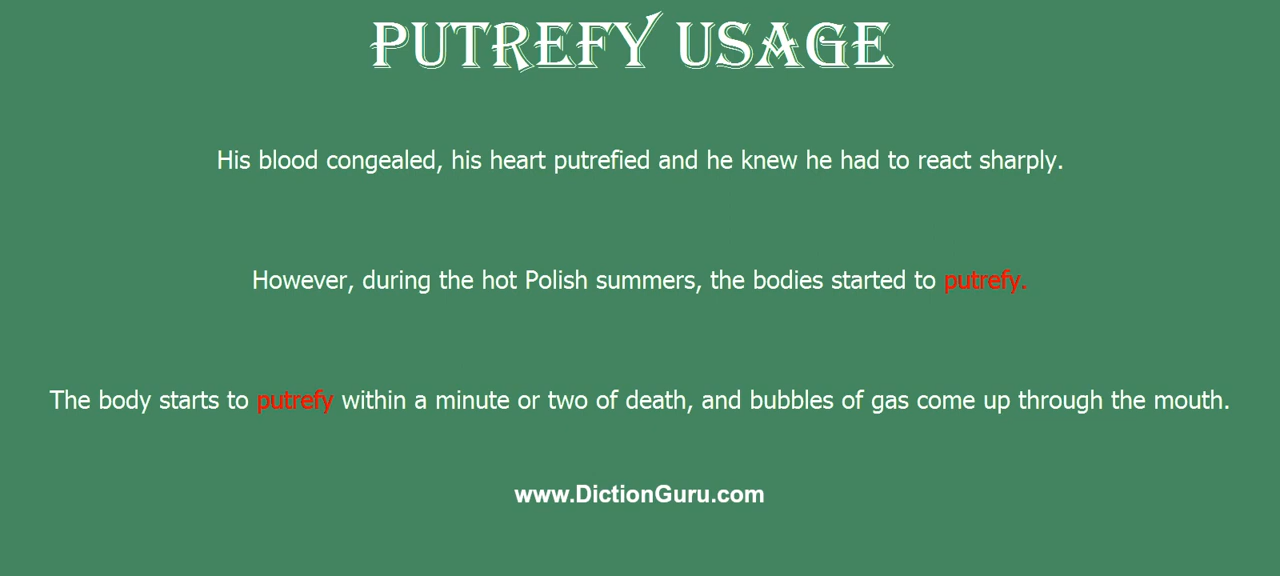 PUTREFY USAGE
His blood congealed, his heart putrefied and he knew he had to react sharply.
However, during the hot Polish summers, the bodies started to putrefy.
The body starts to putrefy within a minute or two of death, and bubbles of gas come up through the mouth.
www.DictionGuru.com